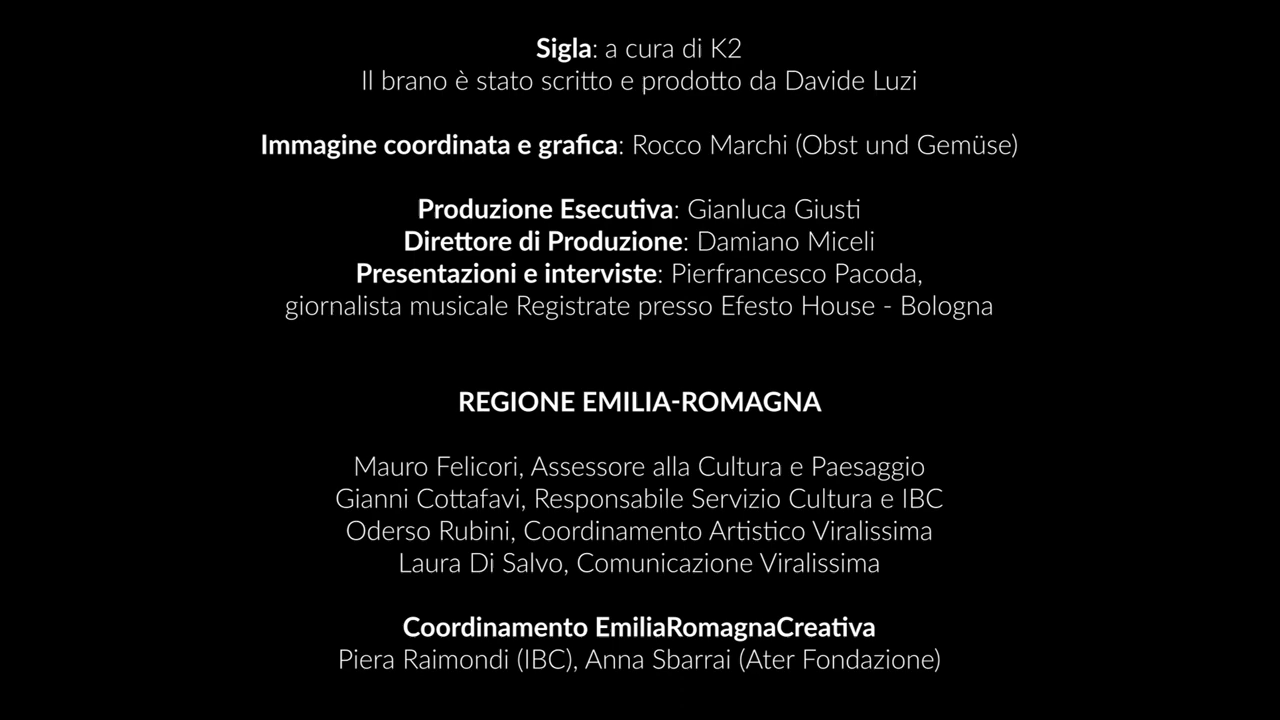 Sigla: a cura di K2
Il brano è stato scritto e prodotto da Davide Luzi
Immagine coordinata e grafica: Rocco Marchi (Obst und Gemüse)
Produzione Esecutiva: Gianluca Giusti
Direttore di Produzione: Damiano Miceli
Presentazioni e interviste: Pierfrancesco Pacoda,
giornalista musicale Registrate presso Efesto House - Bologna
REGIONE EMILIA-ROMAGNA
Mauro Felicori, Assessore alla Cultura e Paesaggio
Gianni Cottafavi, Responsabile Servizio Cultura e IBC
Oderso Rubini, Coordinamento Artistico Viralissima
Laura Di Salvo, Comunicazione Viralissima
Coordinamento EmiliaRomagnaCreativa
Piera Raimondi (IBC), Anna Sbarrai (Ater Fondazione)